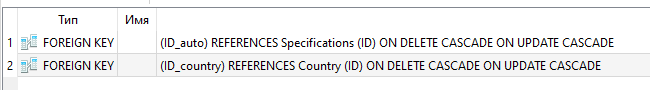 Тип Имя
1 FOREIGN KEY (ID_auto) REFERENCES Specifications (ID) ON DELETE CASCADE ON UPDATE CASCADE
2 FOREIGN KEY (ID_country) REFERENCES Country (ID) ON DELETE CASCADE ON UPDATE CASCADE